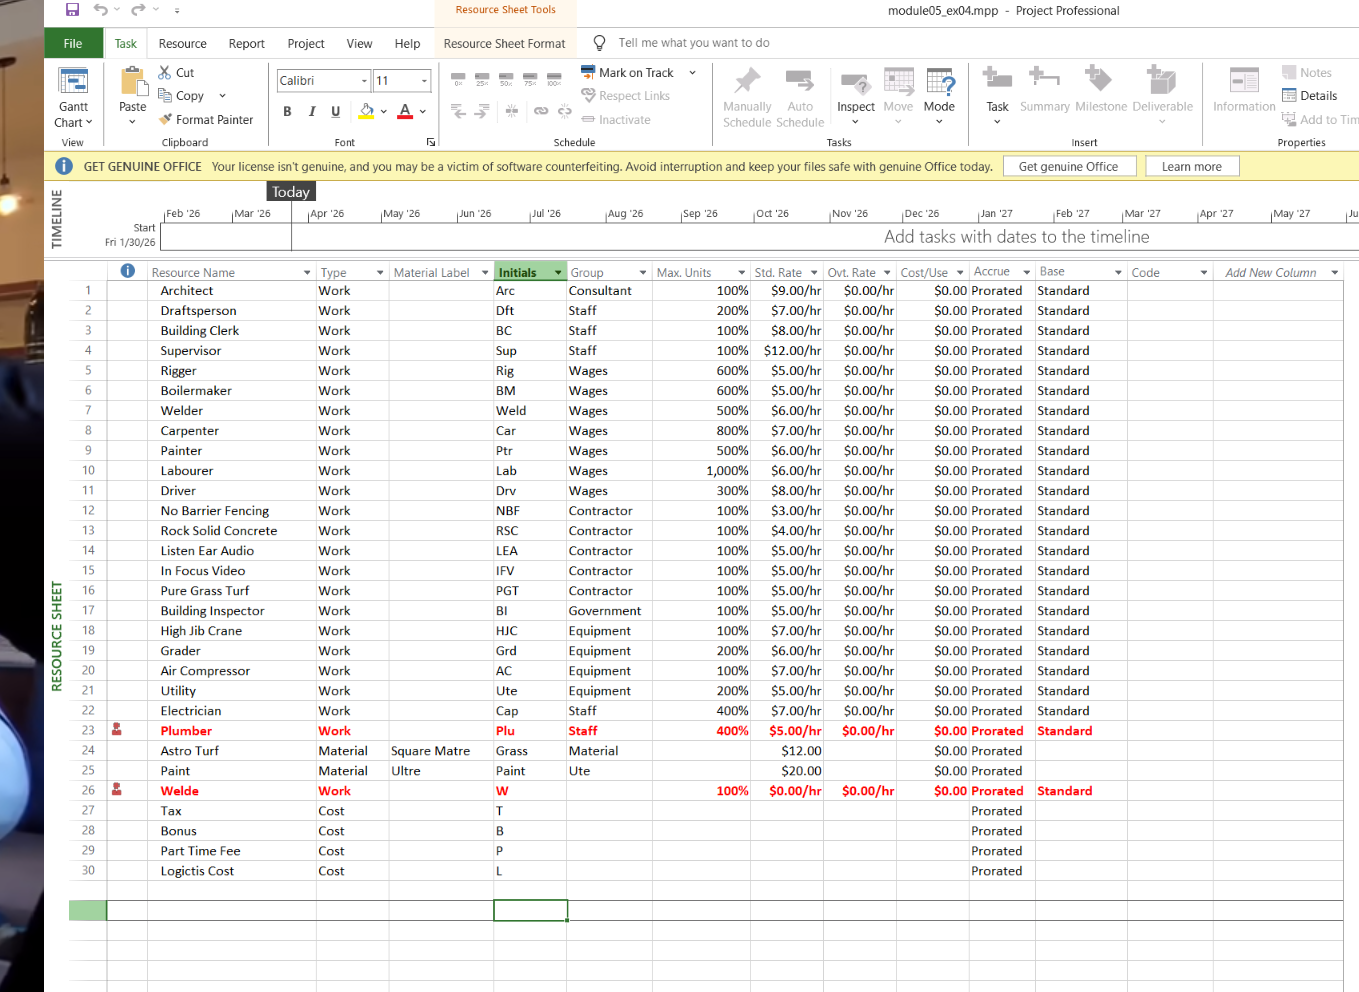 module05_ex04.mpp - Project Professional
Resource Sheet Tools
File Task Resource Report Project View Help Resource Sheet Format Tell me what you want to do
Gantt Chart
View
Paste
Cut
Copy
Format Painter
Clipboard
Calibri 11
B I U A
Font
0% 25% 50% 75% 100%
Mark on Track
Respect Links
Inactivate
Schedule
Manually Schedule
Auto Schedule
Inspect
Move
Mode
Tasks
Task
Summary
Milestone
Deliverable
Insert
Information
Notes
Details
Add to Tim
Properties
GET GENUINE OFFICE Your license isn't genuine, and you may be a victim of software counterfeiting. Avoid interruption and keep your files safe with genuine Office today. Get genuine Office Learn more
TIMELINE
Today
Feb '26 Mar '26 Apr '26 May '26 Jun '26 Jul '26 Aug '26 Sep '26 Oct '26 Nov '26 Dec '26 Jan '27 Feb '27 Mar '27 Apr '27 May '27 Ju
Start
Fri 1/30/26
Add tasks with dates to the timeline
RESOURCE SHEET
Resource Name Type Material Label Initials Group Max. Units Std. Rate Ovt. Rate Cost/Use Accrue Base Code Add New Column
1 Architect Work Arc Consultant 100% $9.00/hr $0.00/hr $0.00 Prorated Standard
2 Draftsperson Work Dft Staff 200% $7.00/hr $0.00/hr $0.00 Prorated Standard
3 Building Clerk Work BC Staff 100% $8.00/hr $0.00/hr $0.00 Prorated Standard
4 Supervisor Work Sup Staff 100% $12.00/hr $0.00/hr $0.00 Prorated Standard
5 Rigger Work Rig Wages 600% $5.00/hr $0.00/hr $0.00 Prorated Standard
6 Boilermaker Work BM Wages 600% $5.00/hr $0.00/hr $0.00 Prorated Standard
7 Welder Work Weld Wages 500% $6.00/hr $0.00/hr $0.00 Prorated Standard
8 Carpenter Work Car Wages 800% $7.00/hr $0.00/hr $0.00 Prorated Standard
9 Painter Work Ptr Wages 500% $6.00/hr $0.00/hr $0.00 Prorated Standard
10 Labourer Work Lab Wages 1,000% $6.00/hr $0.00/hr $0.00 Prorated Standard
11 Driver Work Drv Wages 300% $8.00/hr $0.00/hr $0.00 Prorated Standard
12 No Barrier Fencing Work NBF Contractor 100% $3.00/hr $0.00/hr $0.00 Prorated Standard
13 Rock Solid Concrete Work RSC Contractor 100% $4.00/hr $0.00/hr $0.00 Prorated Standard
14 Listen Ear Audio Work LEA Contractor 100% $5.00/hr $0.00/hr $0.00 Prorated Standard
15 In Focus Video Work IFV Contractor 100% $5.00/hr $0.00/hr $0.00 Prorated Standard
16 Pure Grass Turf Work PGT Contractor 100% $5.00/hr $0.00/hr $0.00 Prorated Standard
17 Building Inspector Work BI Government 100% $5.00/hr $0.00/hr $0.00 Prorated Standard
18 High Jib Crane Work HJC Equipment 100% $7.00/hr $0.00/hr $0.00 Prorated Standard
19 Grader Work Grd Equipment 200% $6.00/hr $0.00/hr $0.00 Prorated Standard
20 Air Compressor Work AC Equipment 100% $7.00/hr $0.00/hr $0.00 Prorated Standard
21 Utility Work Ute Equipment 200% $5.00/hr $0.00/hr $0.00 Prorated Standard
22 Electrician Work Cap Staff 400% $7.00/hr $0.00/hr $0.00 Prorated Standard
23 Plumber Work Plu Staff 400% $5.00/hr $0.00/hr $0.00 Prorated Standard
24 Astro Turf Material Square Matre Grass Material $12.00 $0.00 Prorated
25 Paint Material Ultre Paint Ute $20.00 $0.00 Prorated
26 Welde Work W 100% $0.00/hr $0.00/hr $0.00 Prorated Standard
27 Tax Cost T Prorated
28 Bonus Cost B Prorated
29 Part Time Fee Cost P Prorated
30 Logictis Cost Cost L Prorated